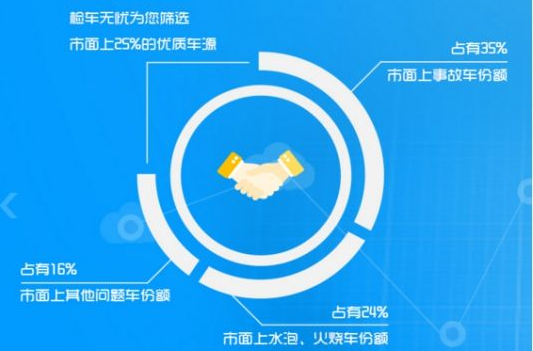 检车无忧为您筛选
市面上25%的优质车源
占有35%
市面上事故车份额
占有16%
市面上其他问题车份额
占有24%
市面上水泡、火烧车份额